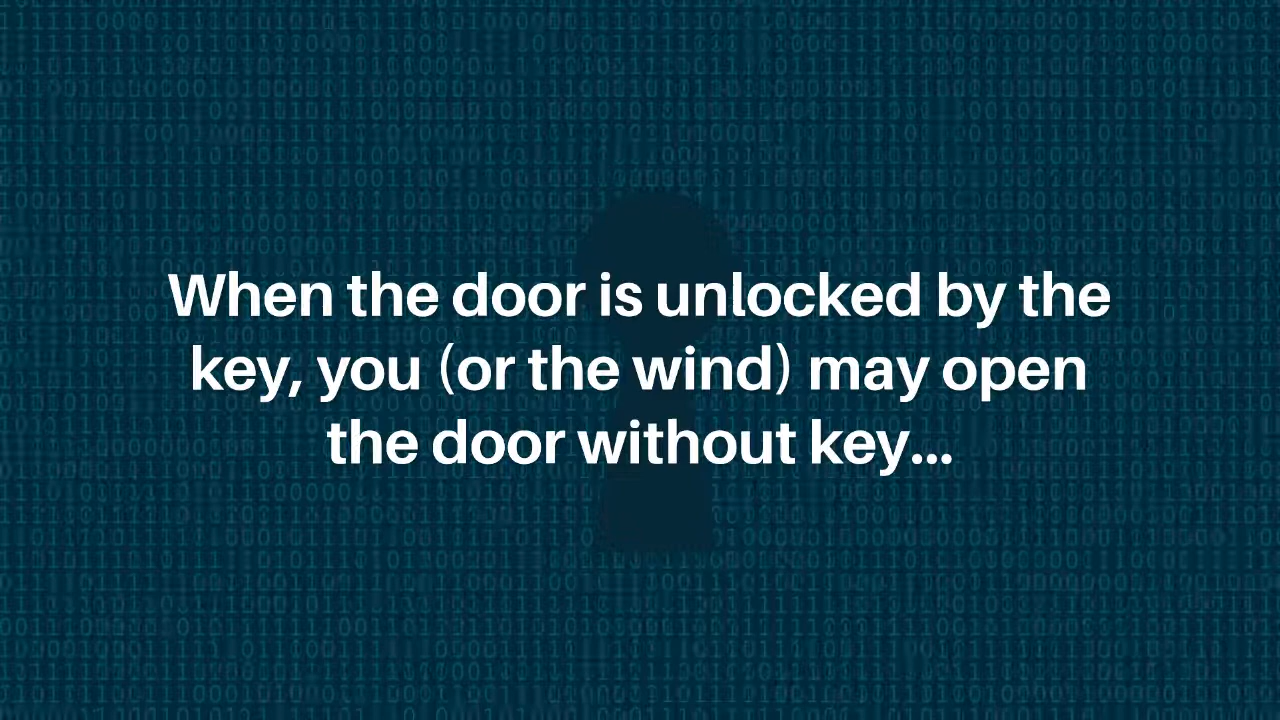 When the door is unlocked by the
key, you (or the wind) may open
the door without key...